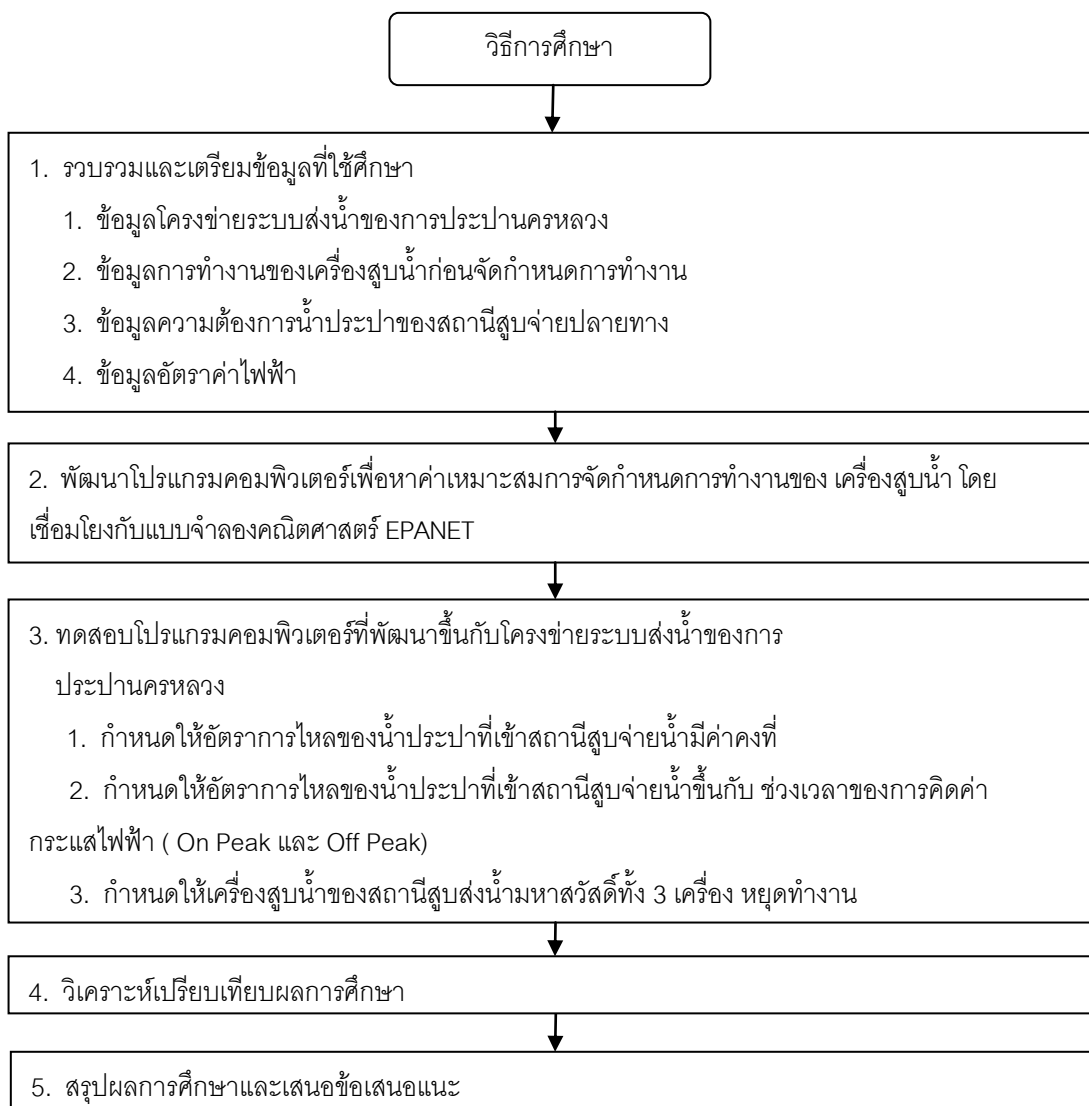 วิธีการศึกษา
1. รวบรวมและเตรียมข้อมูลที่ใช้ศึกษา
1. ข้อมูลโครงข่ายระบบส่งน้ำของการประปานครหลวง
2. ข้อมูลการทำงานของเครื่องสูบน้ำก่อนจัดกำหนดการทำงาน
3. ข้อมูลความต้องการน้ำประปาของสถานีสูบจ่ายปลายทาง
4. ข้อมูลอัตราค่าไฟฟ้า
2. พัฒนาโปรแกรมคอมพิวเตอร์เพื่อหาค่าเหมาะสมการจัดกำหนดการทำงานของ เครื่องสูบน้ำ โดย
เชื่อมโยงกับแบบจำลองคณิตศาสตร์ EPANET
3. ทดสอบโปรแกรมคอมพิวเตอร์ที่พัฒนาขึ้นกับโครงข่ายระบบส่งน้ำของการ
ประปานครหลวง
1. กำหนดให้อัตราการไหลของน้ำประปาที่เข้าสถานีสูบจ่ายน้ำมีค่าคงที่
2. กำหนดให้อัตราการไหลของน้ำประปาที่เข้าสถานีสูบจ่ายน้ำขึ้นกับ ช่วงเวลาของการคิดค่า
กระแสไฟฟ้า ( On Peak และ Off Peak)
3. กำหนดให้เครื่องสูบน้ำของสถานีสูบส่งน้ำมหาสวัสดิ์ทั้ง 3 เครื่อง หยุดทำงาน
4. วิเคราะห์เปรียบเทียบผลการศึกษา
5. สรุปผลการศึกษาและเสนอข้อเสนอแนะ